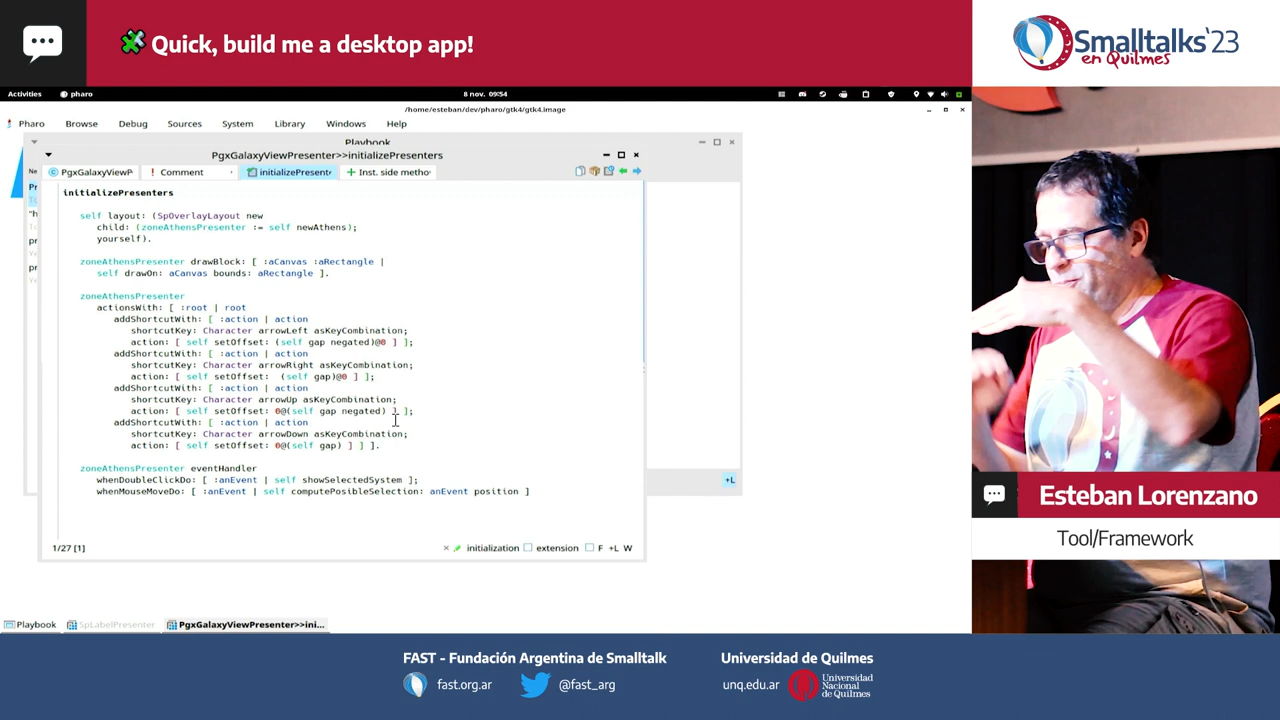 🧩 Quick, build me a desktop app!
Smalltalks'23
en Quilmes
Activities
pharo
8 nov. 09:54
/home/esteban/dev/pharo/gtk4/gtk4.image
Pharo Browse Debug Sources System Library Windows Help
Playbook
PgxGalaxyViewPresenter>>initializePresenters
PgxGalaxyViewP
! Comment
initializePresent
+ Inst. side metho
initializePresenters
self layout: (SpOverlayLayout new
child: (zoneAthensPresenter := self newAthens);
yourself).
zoneAthensPresenter drawBlock: [ :aCanvas :aRectangle |
self drawOn: aCanvas bounds: aRectangle ].
zoneAthensPresenter
actionsWith: [ :root | root
addShortcutWith: [ :action | action
shortcutKey: Character arrowLeft asKeyCombination;
action: [ self setOffset: (self gap negated)@0 ] ];
addShortcutWith: [ :action | action
shortcutKey: Character arrowRight asKeyCombination;
action: [ self setOffset: (self gap)@0 ] ];
addShortcutWith: [ :action | action
shortcutKey: Character arrowUp asKeyCombination;
action: [ self setOffset: 0@(self gap negated) ] ];
addShortcutWith: [ :action | action
shortcutKey: Character arrowDown asKeyCombination;
action: [ self setOffset: 0@(self gap) ] ] ].
zoneAthensPresenter eventHandler
whenDoubleClickDo: [ :anEvent | self showSelectedSystem ];
whenMouseMoveDo: [ :anEvent | self computePosibleSelection: anEvent position ]
+L
1/27 [1]
initialization
extension
F +L W
Playbook
SpLabelPresenter
PgxGalaxyViewPresenter>>ini...
Esteban Lorenzano
Tool/Framework
FAST - Fundación Argentina de Smalltalk
fast.org.ar
@fast_arg
Universidad de Quilmes
unq.edu.ar
Universidad
Nacional
de Quilmes